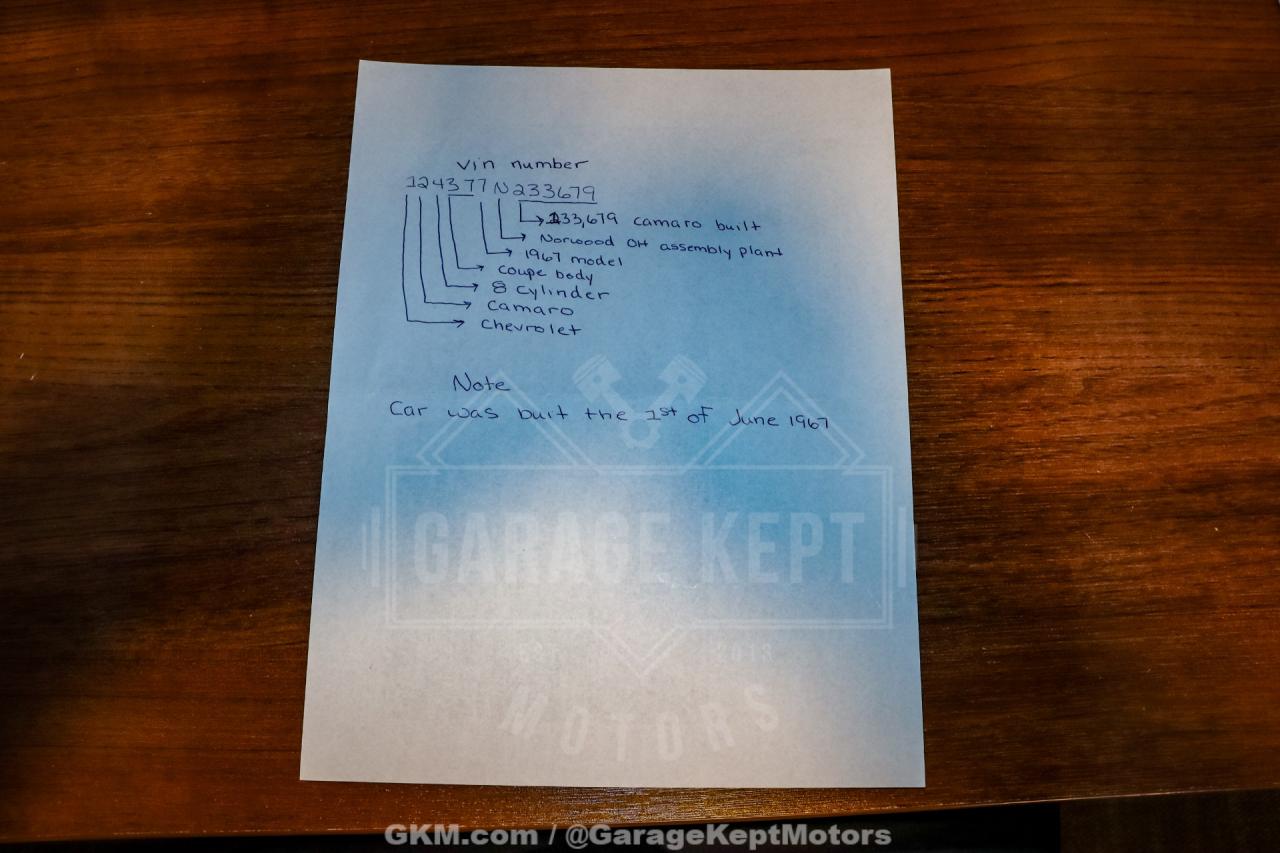 Vin number
124377N233679
133,679 camaro built
Norwood OH assembly plant
1967 model
coupe body
8 cylinder
camaro
chevrolet
Note
Car was buit the 1st of June 1967
GARAGE KEPT
EST 2013
MOTORS
GKM.com / @GarageKeptMotors